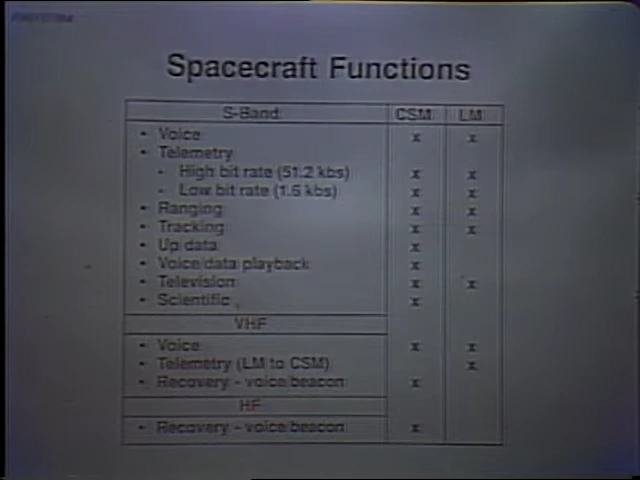 Spacecraft Functions
S-Band CSM LM
• Voice x x
• Telemetry
- High bit rate (51.2 kbs) x x
- Low bit rate (1.6 kbs) x x
• Ranging x x
• Tracking x x
• Up data x
• Voice/data playback x
• Television x x
• Scientific x
VHF
• Voice x x
• Telemetry (LM to CSM) x
• Recovery - voice/beacon x
HF
• Recovery - voice/beacon x